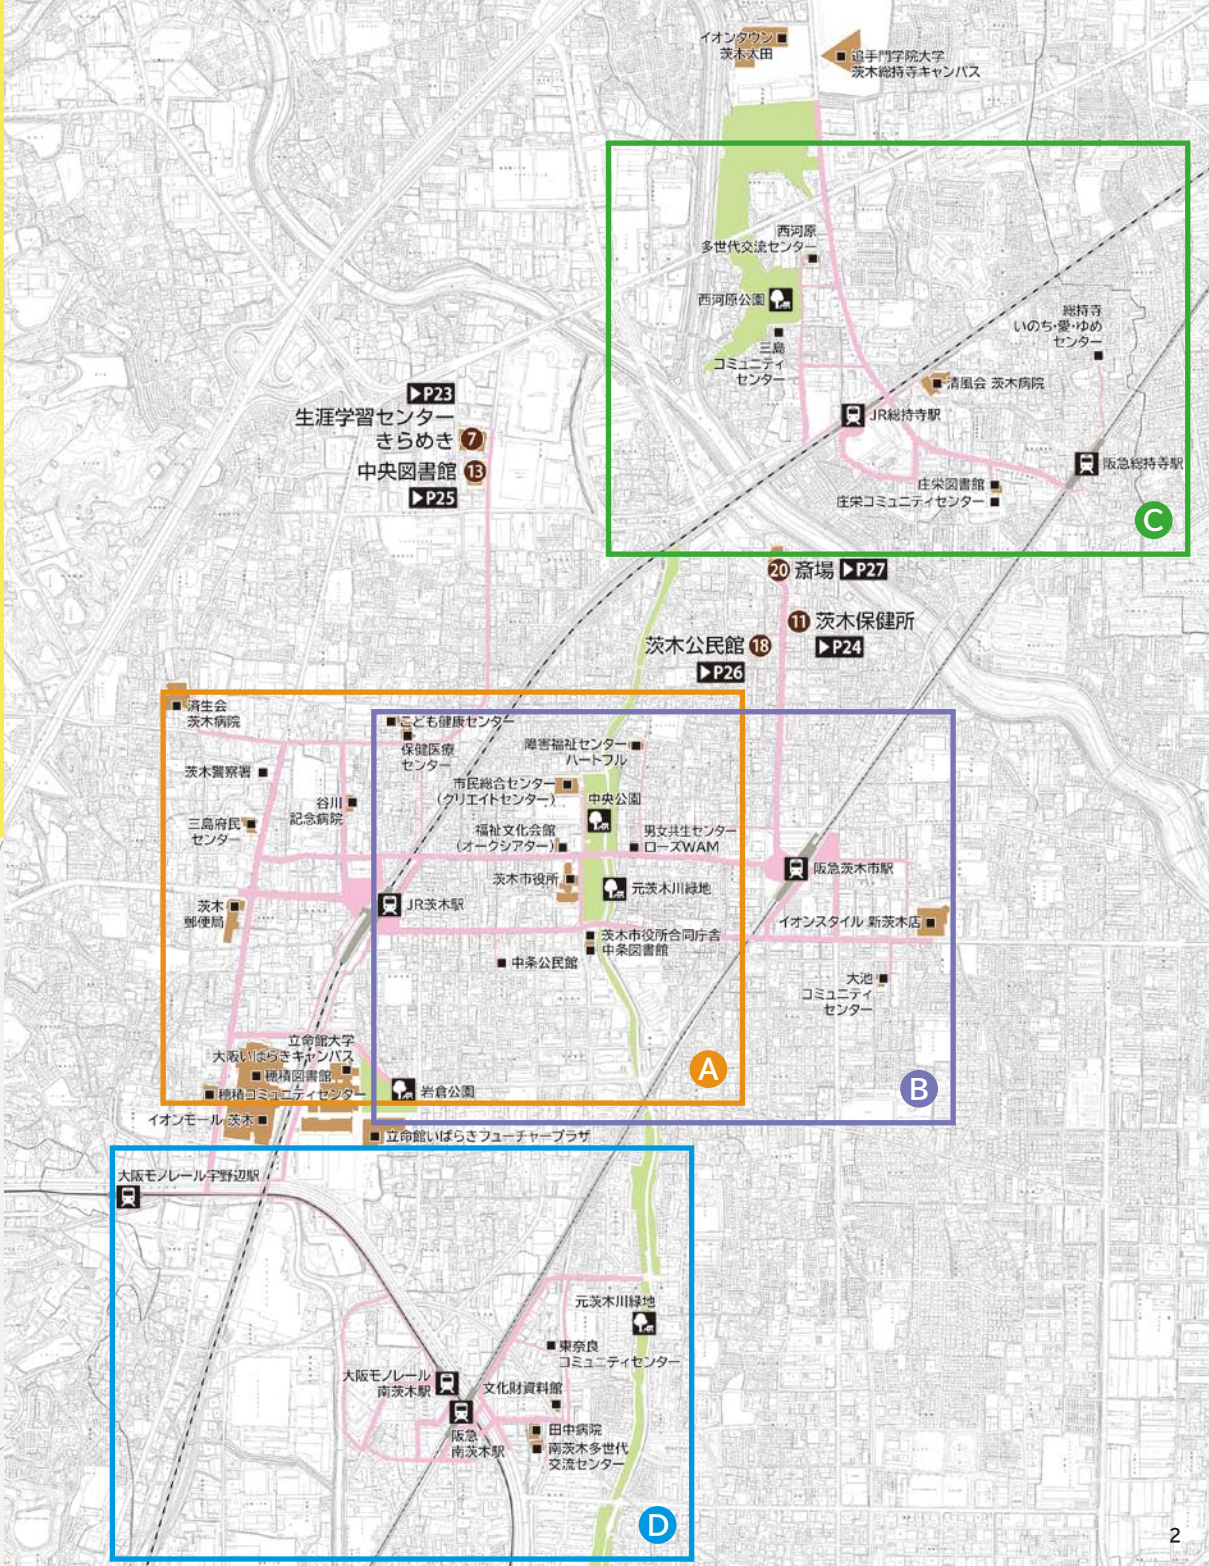 イオンタウン
茨木太田
追手門学院大学
茨木総持寺キャンパス
西河原
多世代交流センター
西河原公園
三島
コミュニティ
センター
総持寺
いのち・愛・ゆめ
センター
清風会 茨木病院
JR総持寺駅
阪急総持寺駅
庄栄図書館
庄栄コミュニティセンター
C
▶P23
生涯学習センター
きらめき 7
中央図書館 13
▶P25
20 斎場 ▶P27
11 茨木保健所
▶P24
茨木公民館 18
▶P26
済生会
茨木病院
こども健康センター
保健医療
センター
障害福祉センター
ハートフル
茨木警察署
谷川
記念病院
市民総合センター
(クリエイトセンター)
中央公園
三島府民
センター
福祉文化会館
(オークシアター)
男女共生センター
ローズWAM
阪急茨木市駅
茨木市役所
元茨木川緑地
JR茨木駅
茨木
郵便局
イオンスタイル 新茨木店
茨木市役所合同庁舎
中条図書館
中条公民館
大池
コミュニティ
センター
立命館大学
大阪いばらきキャンパス
穂積図書館
穂積コミュニティセンター
岩倉公園
A
B
イオンモール 茨木
立命館いばらきフューチャープラザ
大阪モノレール宇野辺駅
元茨木川緑地
東奈良
コミュニティセンター
大阪モノレール
南茨木駅
文化財資料館
阪急
南茨木駅
田中病院
南茨木多世代
交流センター
D
2